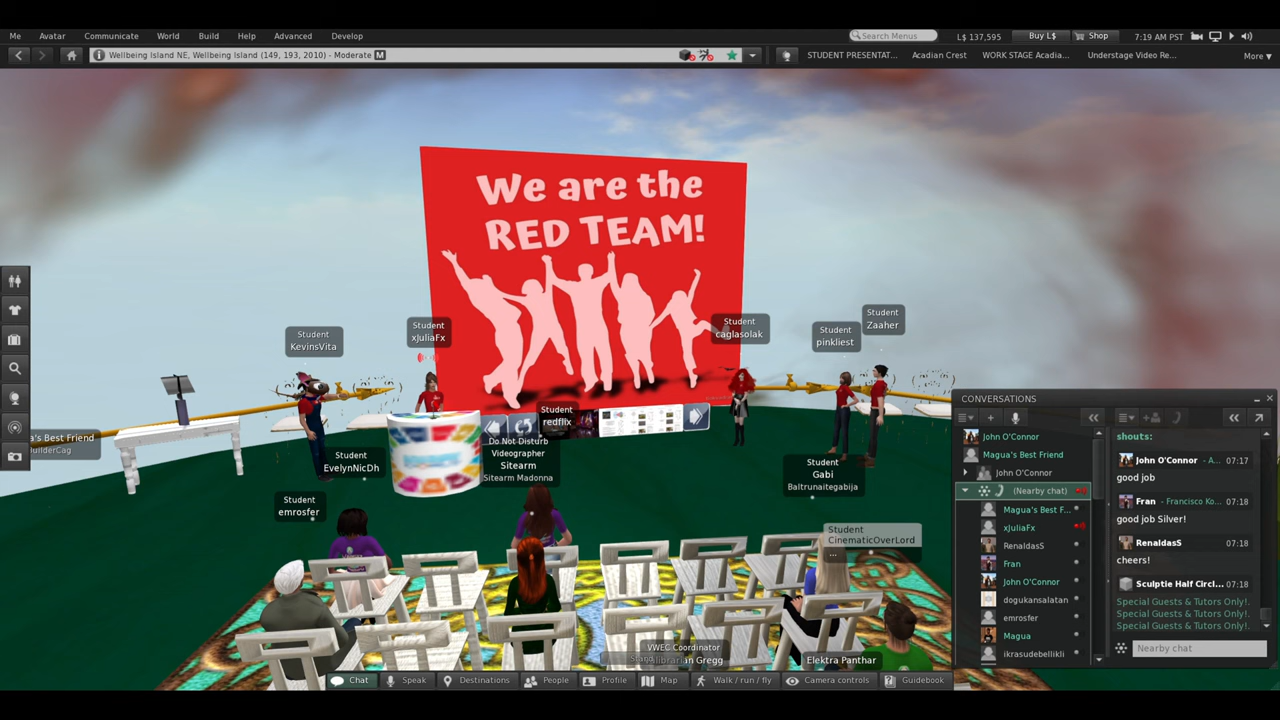 Me Avatar Communicate World Build Help Advanced Develop
Search Menus
L$ 137,595
Buy L$
Shop
7:19 AM PST
Wellbeing Island NE, Wellbeing Island (149, 193, 2010) - Moderate M
STUDENT PRESENTAT...
Acadian Crest
WORK STAGE Acadia...
Understage Video Re...
More
We are the
RED TEAM!
Student
KevinsVita
Student
xJuliaFx
Student
caglasolak
Student
pinkliest
Student
Zaaher
a's Best Friend
uilderCag
Student
redflix
Do Not Disturb
Videographer
Sitearm
Sitearm Madonna
Student
EvelynNicDh
Student
emrosfer
Student
Gabi
Baltrunaitegabija
Student
CinematicOverLord
...
VWEC Coordinator
Gregg
Elektra Panthar
CONVERSATIONS
John O'Connor
Magua's Best Friend
John O'Connor
(Nearby chat)
Magua's Best F...
xJuliaFx
RenaldasS
Fran
John O'Connor
dogukansalatan
emrosfer
Magua
ikrasudebellikli
shouts:
John O'Connor - A... 07:17
good job
Fran - Francisco Ko... 07:18
good job Silver!
RenaldasS 07:18
cheers!
Sculptie Half Circl... 07:18
Special Guests & Tutors Only!.
Special Guests & Tutors Only!.
Special Guests & Tutors Only!.
Nearby chat
Chat Speak Destinations People Profile Map Walk / run / fly Camera controls Guidebook